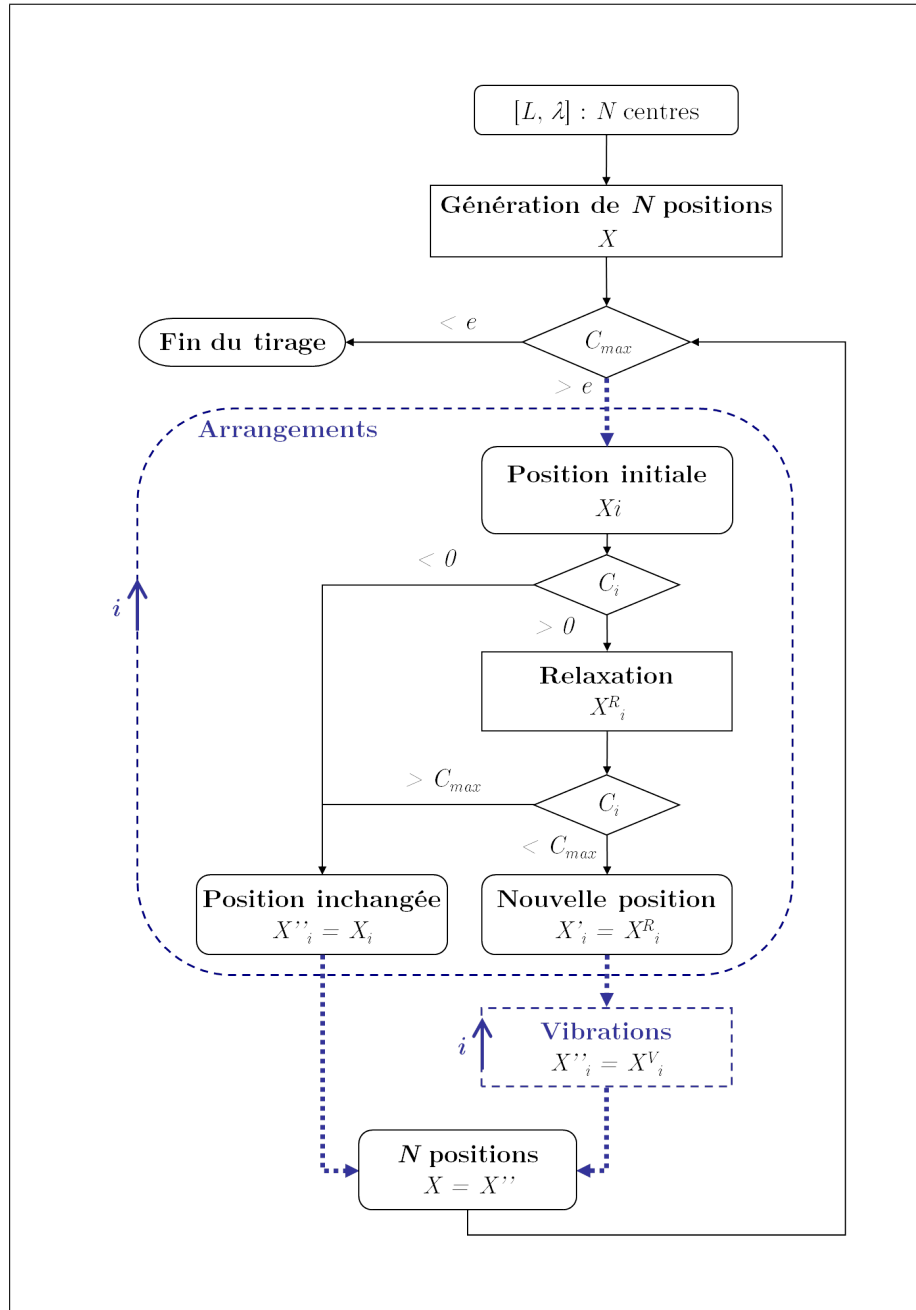 [L, λ] : N centres
Génération de N positions
X
< e
Fin du tirage
C_max
> e
Arrangements
Position initiale
Xi
< 0
C_i
> 0
i
Relaxation
X^R_i
> C_max
C_i
< C_max
Position inchangée
X’’_i = X_i
Nouvelle position
X’_i = X^R_i
Vibrations
i
X’’_i = X^V_i
N positions
X = X’’